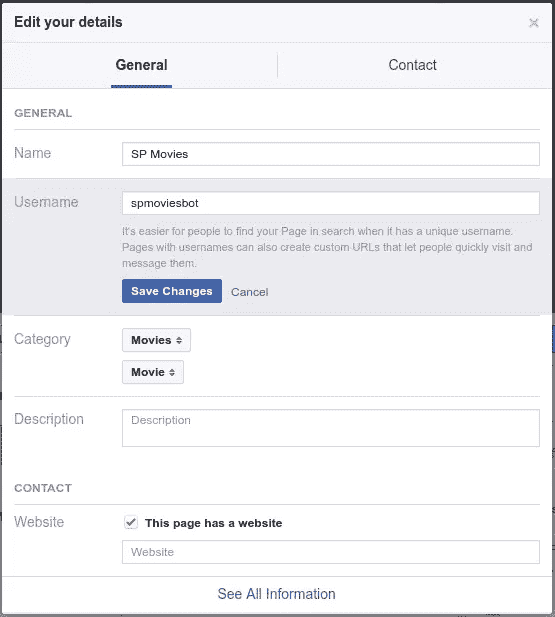 Edit your details
×
General
Contact
GENERAL
Name
SP Movies
Username
spmoviesbot
It's easier for people to find your Page in search when it has a unique username.
Pages with usernames can also create custom URLs that let people quickly visit and
message them.
Save Changes
Cancel
Category
Movies
Movie
Description
Description
CONTACT
Website
This page has a website
Website
See All Information